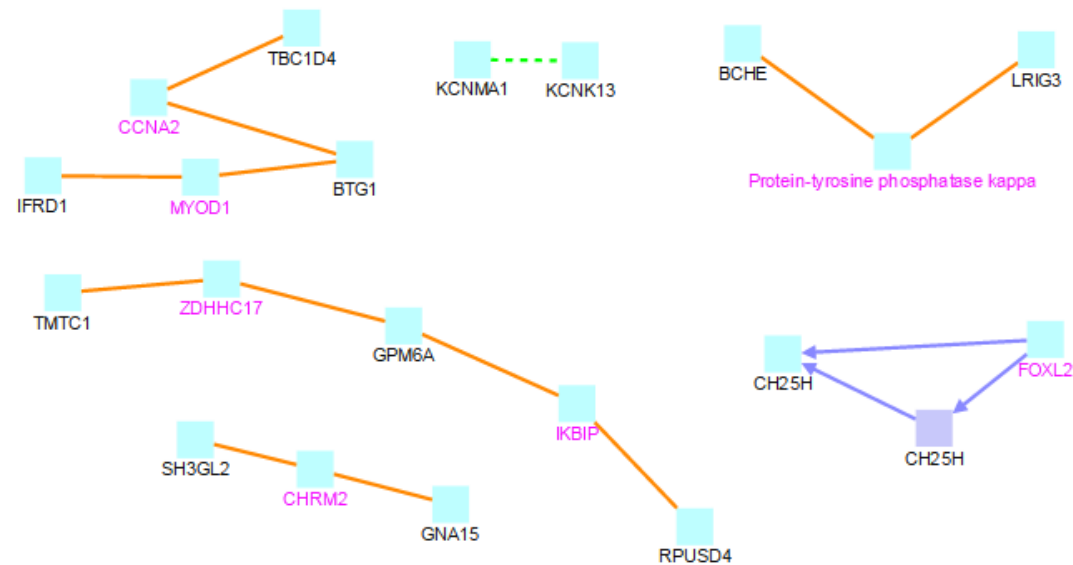 TBC1D4
BCHE
LRIG3
KCNMA1
KCNK13
CCNA2
BTG1
Protein-tyrosine phosphatase kappa
IFRD1
MYOD1
TMTC1
ZDHHC17
GPM6A
CH25H
FOXL2
IKBIP
CH25H
SH3GL2
CHRM2
GNA15
RPUSD4